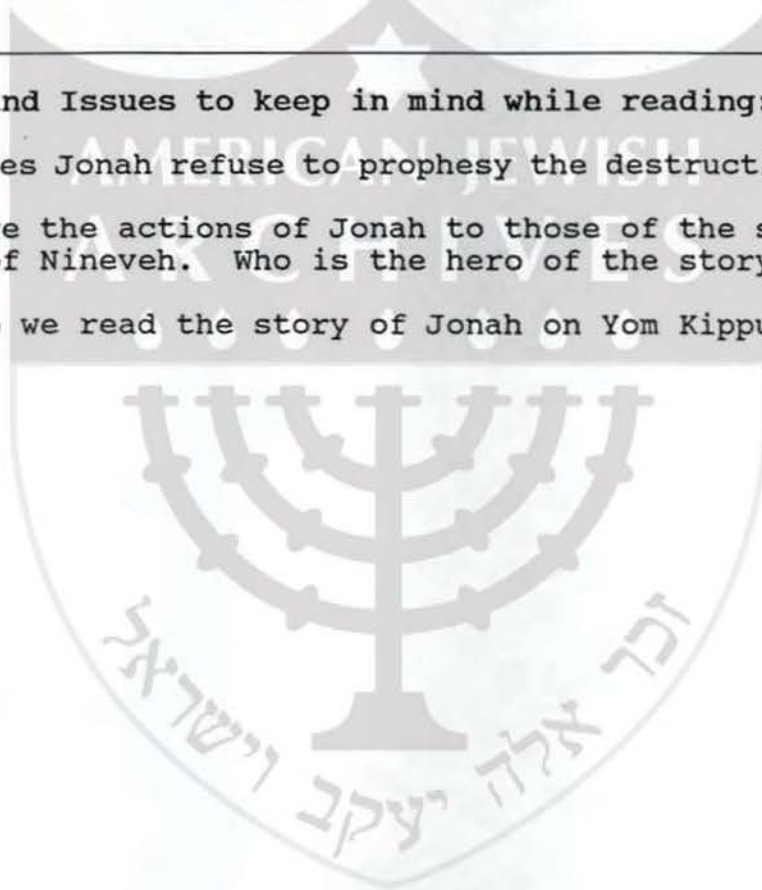 nd Issues to keep in mind while reading:
es Jonah refuse to prophesy the destruct
e the actions of Jonah to those of the s
f Nineveh. Who is the hero of the story
we read the story of Jonah on Yom Kippu
AMERICAN JEWISH
ARCHIVES
זכר אלה יעקב וישראל